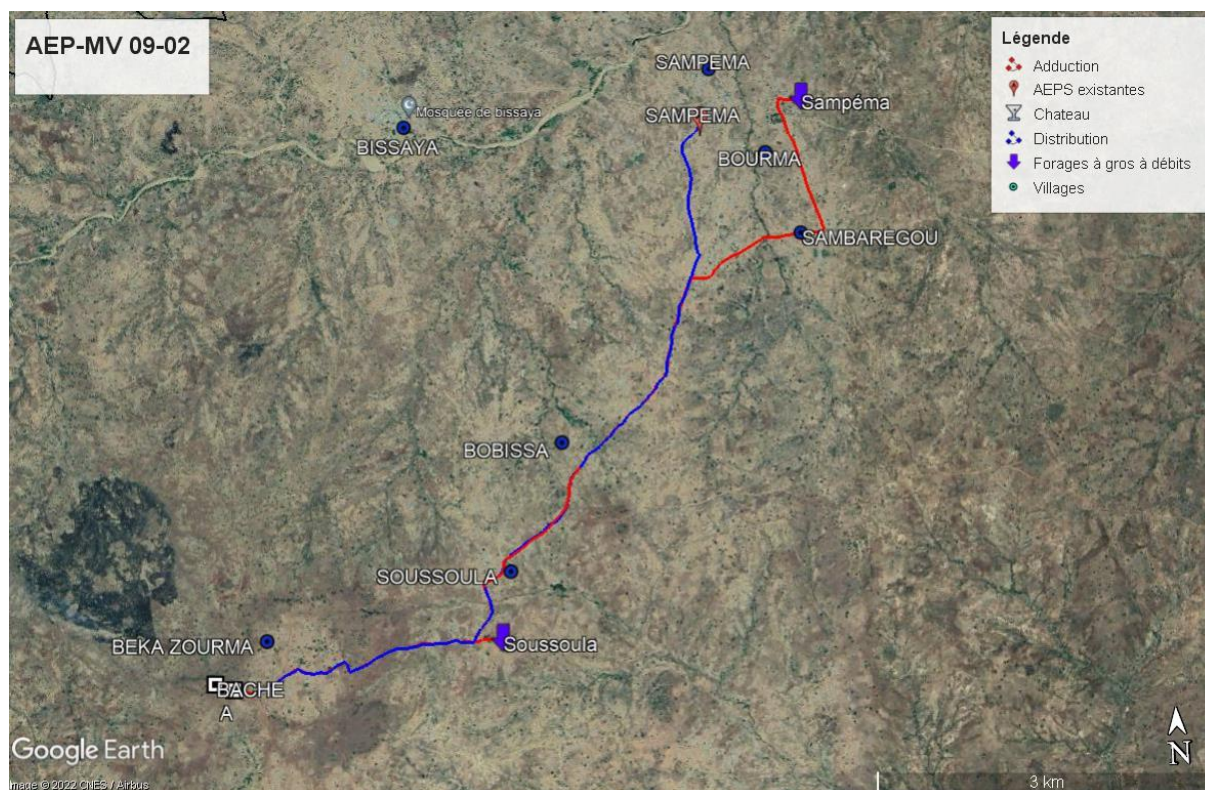 AEP-MV 09-02
Légende
Adduction
AEPS existantes
Chateau
Distribution
Forages à gros à débits
Villages
SAMPEMA
Sampéma
Mosquée de bissaya
SAMPEMA
BISSAYA
BOURMA
SAMBAREGOU
BOBISSA
SOUSSOULA
BEKA ZOURMA
Soussoula
BACHE
A
Google Earth
N
Image © 2022 CNES / Airbus
3 km